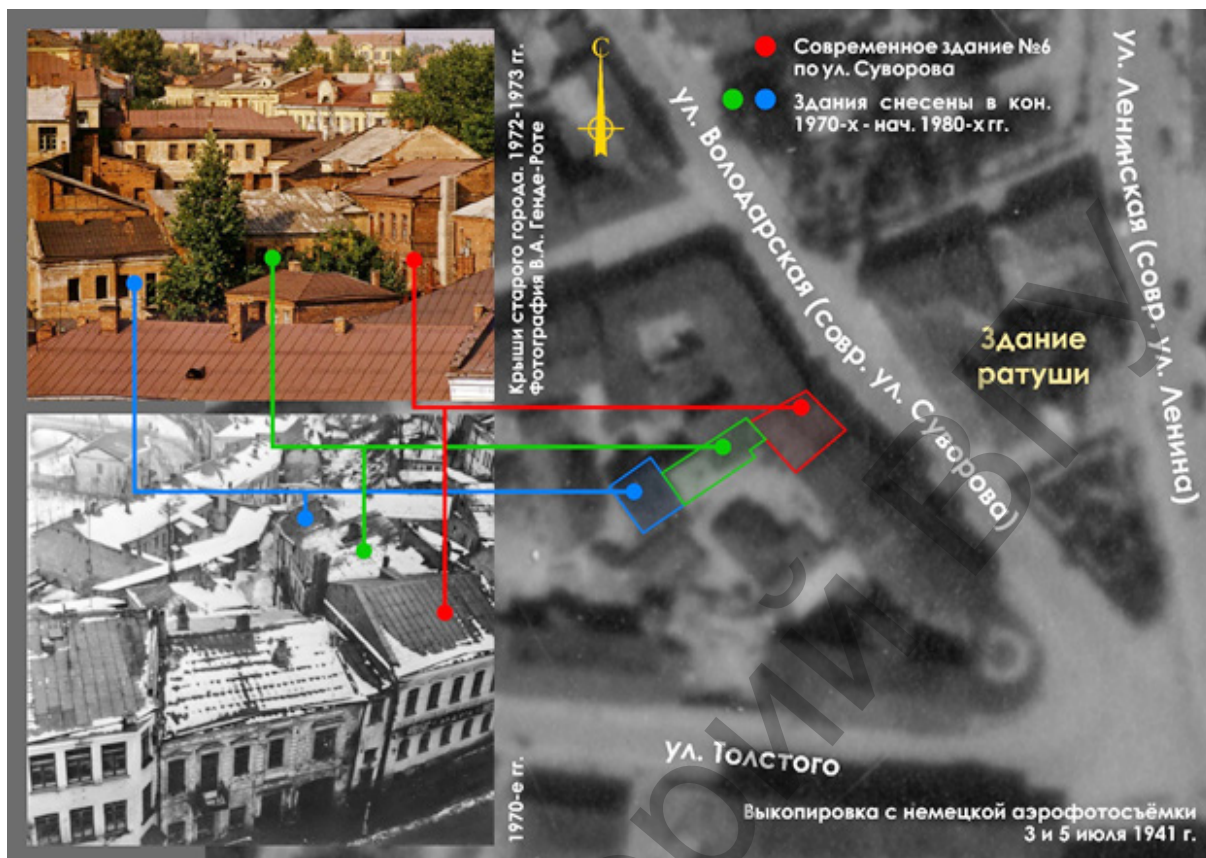 С
Современное здание №6
по ул. Суворова
Здания снесены в кон.
1970-х - нач. 1980-х гг.
ул. Володарская (совр. ул. Суворова)
ул. Ленинская (совр. ул. Ленина)
Крыши старого города. 1972-1973 гг.
Фотография В.А. Генде-Роте
Здание
ратуши
1970-е гг.
ул. Толстого
Выкопировка с немецкой аэрофотосъёмки
3 и 5 июля 1941 г.